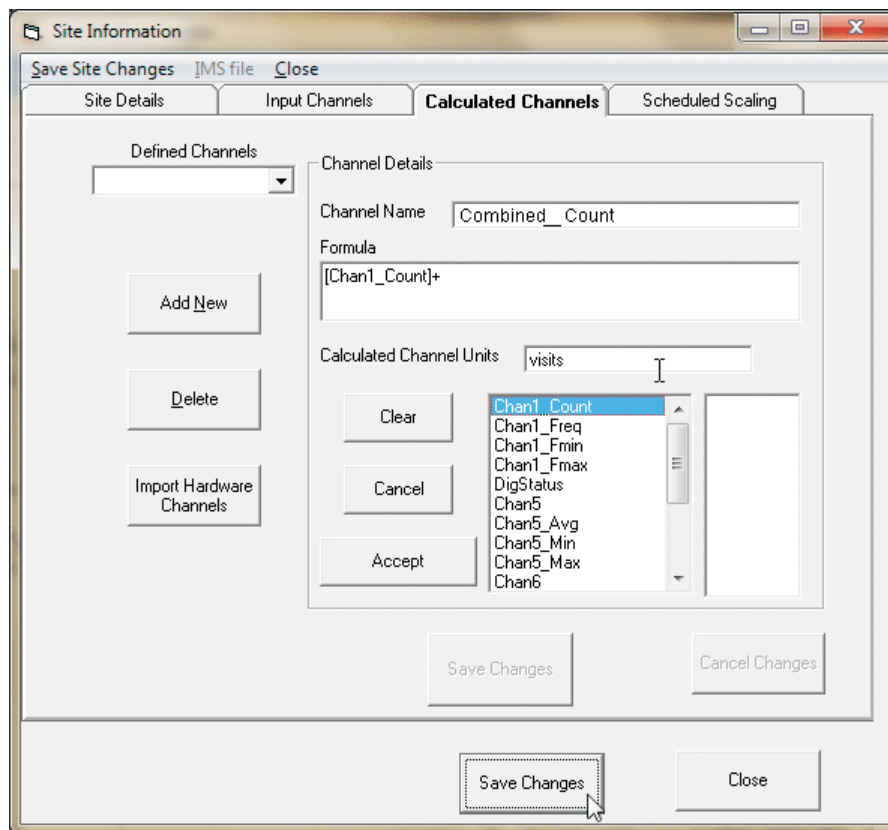 Site Information
Save Site Changes IMS file Close
Site Details Input Channels Calculated Channels Scheduled Scaling
Defined Channels
Channel Details
Channel Name Combined__Count
Formula
[Chan1_Count]+
Add New
Calculated Channel Units visits
Delete
Clear
Chan1_Count
Chan1_Freq
Chan1_Fmin
Chan1_Fmax
DigStatus
Chan5
Chan5_Avg
Chan5_Min
Chan5_Max
Chan6
Import Hardware
Channels
Cancel
Accept
Save Changes Cancel Changes
Save Changes Close